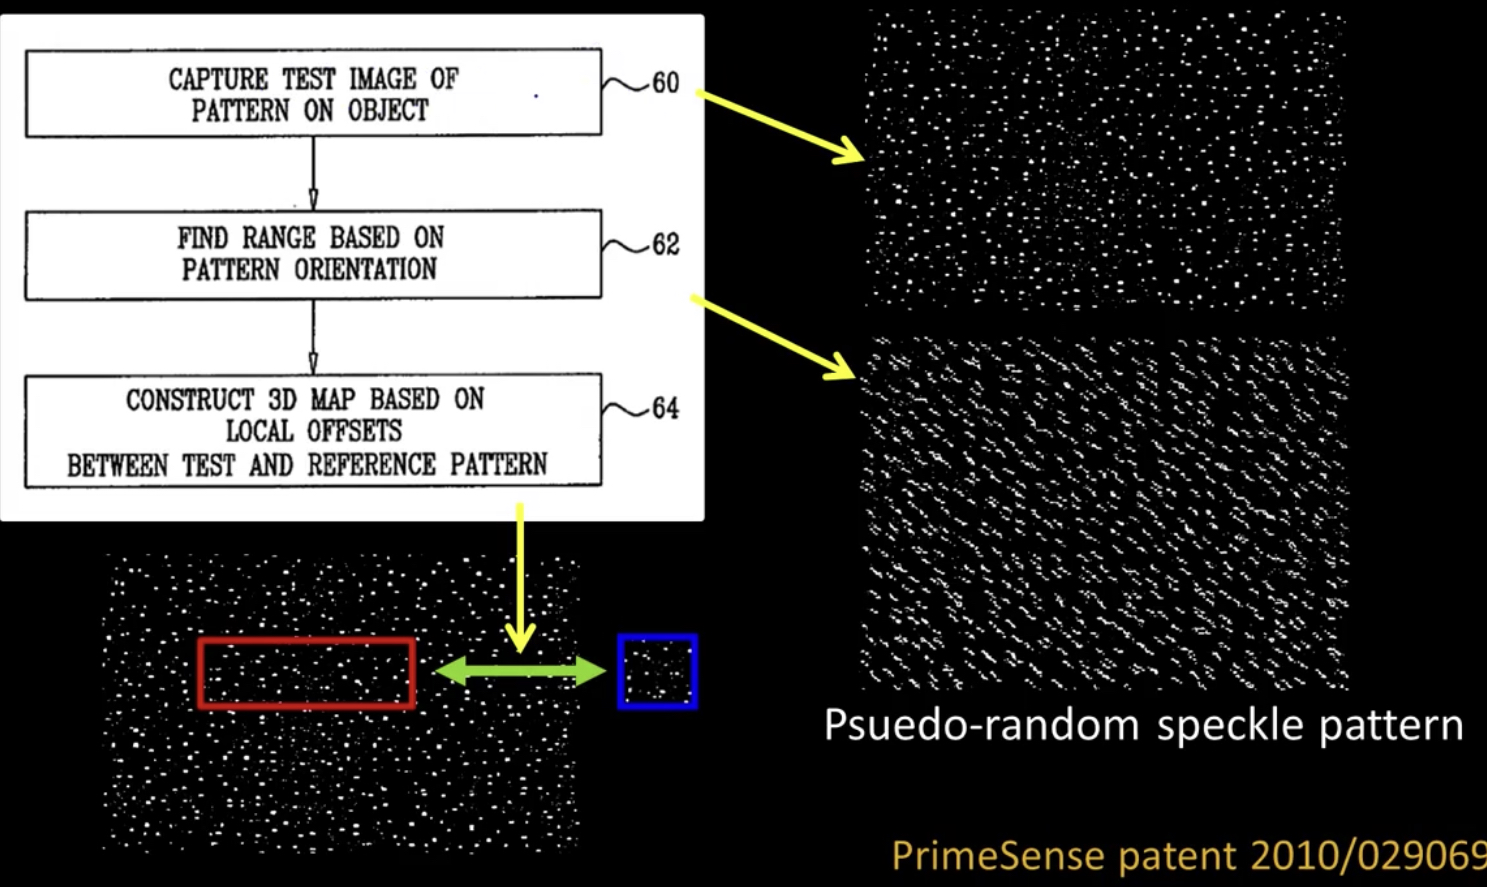 CAPTURE TEST IMAGE OF
PATTERN ON OBJECT
60
FIND RANGE BASED ON
PATTERN ORIENTATION
62
CONSTRUCT 3D MAP BASED ON
LOCAL OFFSETS
BETWEEN TEST AND REFERENCE PATTERN
64
Psuedo-random speckle pattern
PrimeSense patent 2010/029069